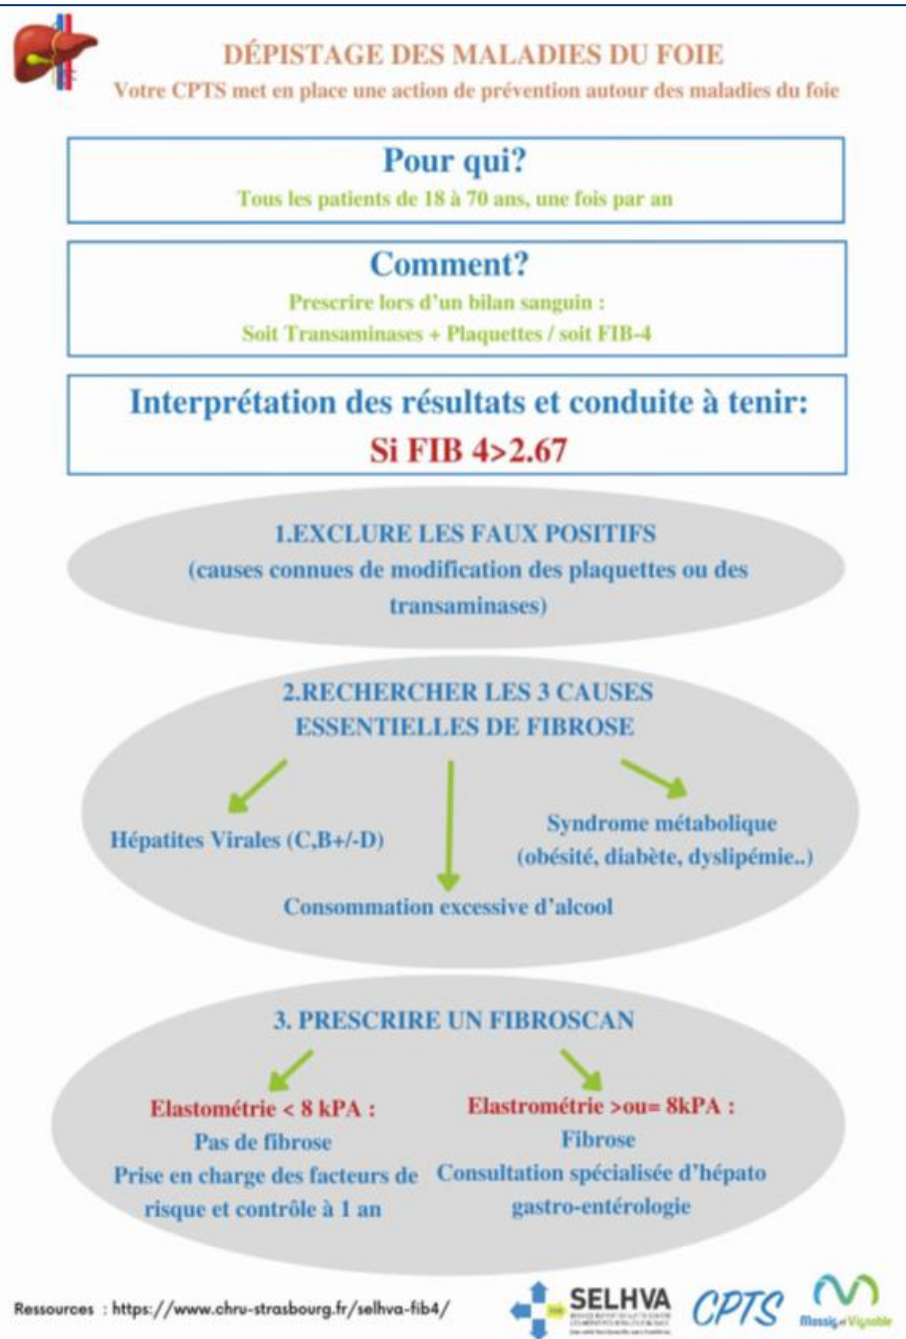 DÉPISTAGE DES MALADIES DU FOIE
Votre CPTS met en place une action de prévention autour des maladies du foie
Pour qui?
Tous les patients de 18 à 70 ans, une fois par an
Comment?
Prescrire lors d'un bilan sanguin :
Soit Transaminases + Plaquettes / soit FIB-4
Interprétation des résultats et conduite à tenir:
Si FIB 4>2.67
1.EXCLURE LES FAUX POSITIFS
(causes connues de modification des plaquettes ou des
transaminases)
2.RECHERCHER LES 3 CAUSES
ESSENTIELLES DE FIBROSE
Hépatites Virales (C,B+/-D)
Syndrome métabolique
(obésité, diabète, dyslipémie..)
Consommation excessive d'alcool
3. PRESCRIRE UN FIBROSCAN
Elastométrie < 8 kPA :
Pas de fibrose
Prise en charge des facteurs de
risque et contrôle à 1 an
Elastrométrie >ou= 8kPA :
Fibrose
Consultation spécialisée d'hépato
gastro-entérologie
Ressources : https://www.chru-strasbourg.fr/selhva-fib4/
SELHVA
CPTS
Mossig et Vignoble